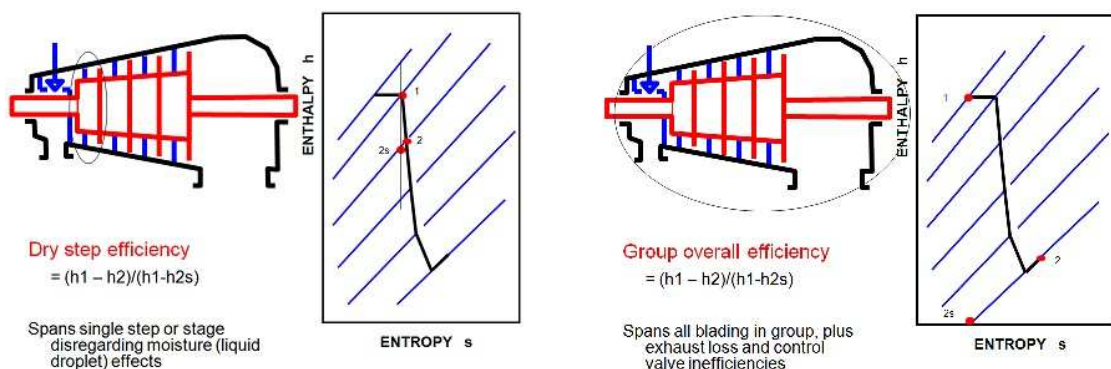 ENTHALPY h
1
2
2s
Dry step efficiency
= (h1 – h2)/(h1-h2s)
Spans single step or stage
disregarding moisture (liquid
droplet) effects
ENTROPY s
ENTHALPY h
1
2
2s
Group overall efficiency
= (h1 – h2)/(h1-h2s)
Spans all blading in group, plus
exhaust loss and control
valve inefficiencies
ENTROPY s